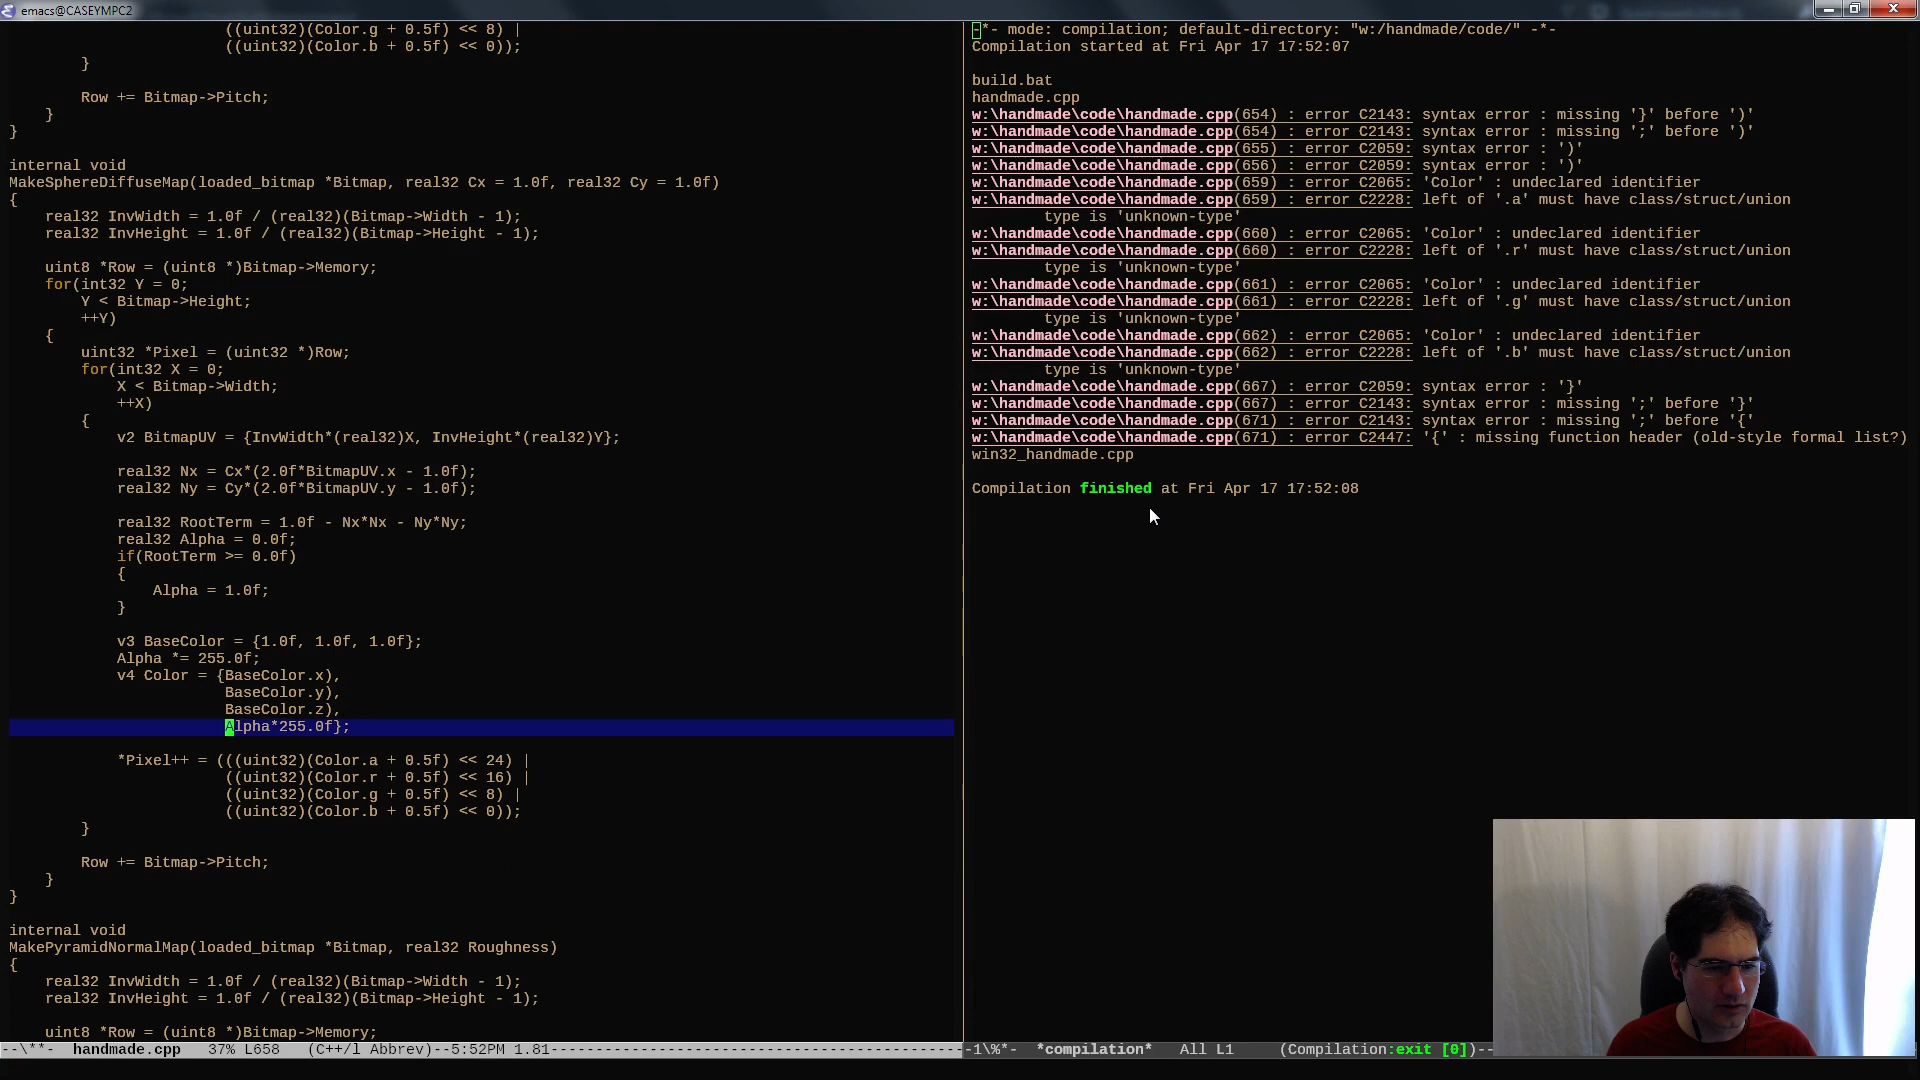 emacs@CASEYMPC2
((uint32)(Color.g + 0.5f) << 8) |
((uint32)(Color.b + 0.5f) << 0));
}
Row += Bitmap->Pitch;
}
}
internal void
MakeSphereDiffuseMap(loaded_bitmap *Bitmap, real32 Cx = 1.0f, real32 Cy = 1.0f)
{
real32 InvWidth = 1.0f / (real32)(Bitmap->Width - 1);
real32 InvHeight = 1.0f / (real32)(Bitmap->Height - 1);
uint8 *Row = (uint8 *)Bitmap->Memory;
for(int32 Y = 0;
Y < Bitmap->Height;
++Y)
{
uint32 *Pixel = (uint32 *)Row;
for(int32 X = 0;
X < Bitmap->Width;
++X)
{
v2 BitmapUV = {InvWidth*(real32)X, InvHeight*(real32)Y};
real32 Nx = Cx*(2.0f*BitmapUV.x - 1.0f);
real32 Ny = Cy*(2.0f*BitmapUV.y - 1.0f);
real32 RootTerm = 1.0f - Nx*Nx - Ny*Ny;
real32 Alpha = 0.0f;
if(RootTerm >= 0.0f)
{
Alpha = 1.0f;
}
v3 BaseColor = {1.0f, 1.0f, 1.0f};
Alpha *= 255.0f;
v4 Color = {BaseColor.x),
BaseColor.y),
BaseColor.z),
Alpha*255.0f};
*Pixel++ = (((uint32)(Color.a + 0.5f) << 24) |
((uint32)(Color.r + 0.5f) << 16) |
((uint32)(Color.g + 0.5f) << 8) |
((uint32)(Color.b + 0.5f) << 0));
}
Row += Bitmap->Pitch;
}
}
internal void
MakePyramidNormalMap(loaded_bitmap *Bitmap, real32 Roughness)
{
real32 InvWidth = 1.0f / (real32)(Bitmap->Width - 1);
real32 InvHeight = 1.0f / (real32)(Bitmap->Height - 1);
uint8 *Row = (uint8 *)Bitmap->Memory;
--\**-  handmade.cpp   37% L658   (C++/l Abbrev)--5:52PM 1.81----------------------------------------------
-*- mode: compilation; default-directory: "w:/handmade/code/" -*-
Compilation started at Fri Apr 17 17:52:07
build.bat
handmade.cpp
w:\handmade\code\handmade.cpp(654) : error C2143: syntax error : missing '}' before ')'
w:\handmade\code\handmade.cpp(654) : error C2143: syntax error : missing ';' before ')'
w:\handmade\code\handmade.cpp(655) : error C2059: syntax error : ')'
w:\handmade\code\handmade.cpp(656) : error C2059: syntax error : ')'
w:\handmade\code\handmade.cpp(659) : error C2065: 'Color' : undeclared identifier
w:\handmade\code\handmade.cpp(659) : error C2228: left of '.a' must have class/struct/union
type is 'unknown-type'
w:\handmade\code\handmade.cpp(660) : error C2065: 'Color' : undeclared identifier
w:\handmade\code\handmade.cpp(660) : error C2228: left of '.r' must have class/struct/union
type is 'unknown-type'
w:\handmade\code\handmade.cpp(661) : error C2065: 'Color' : undeclared identifier
w:\handmade\code\handmade.cpp(661) : error C2228: left of '.g' must have class/struct/union
type is 'unknown-type'
w:\handmade\code\handmade.cpp(662) : error C2065: 'Color' : undeclared identifier
w:\handmade\code\handmade.cpp(662) : error C2228: left of '.b' must have class/struct/union
type is 'unknown-type'
w:\handmade\code\handmade.cpp(667) : error C2059: syntax error : '}'
w:\handmade\code\handmade.cpp(667) : error C2143: syntax error : missing ';' before '}'
w:\handmade\code\handmade.cpp(671) : error C2143: syntax error : missing ';' before '{'
w:\handmade\code\handmade.cpp(671) : error C2447: '{' : missing function header (old-style formal list?)
win32_handmade.cpp
Compilation finished at Fri Apr 17 17:52:08
-1\%*-  *compilation*   All L1     (Compilation:exit [0])--